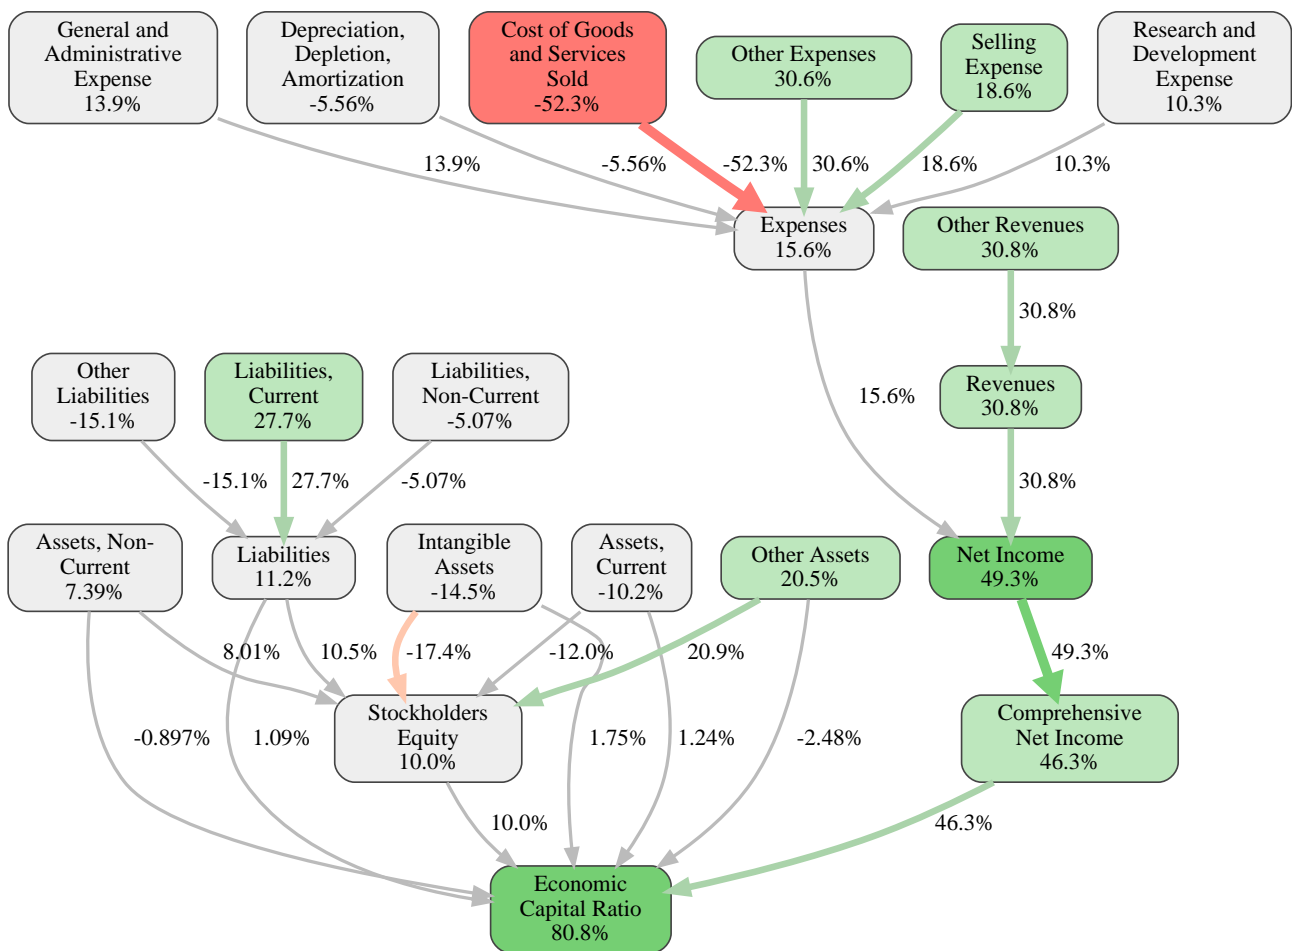 General and
Administrative
Expense
13.9%
Depreciation,
Depletion,
Amortization
-5.56%
Cost of Goods
and Services
Sold
-52.3%
Other Expenses
30.6%
Selling
Expense
18.6%
Research and
Development
Expense
10.3%
13.9%
-5.56%
-52.3%
30.6%
18.6%
10.3%
Expenses
15.6%
Other Revenues
30.8%
30.8%
Other
Liabilities
-15.1%
Liabilities,
Current
27.7%
Liabilities,
Non-Current
-5.07%
15.6%
Revenues
30.8%
-15.1%
27.7%
-5.07%
30.8%
Assets, Non-
Current
7.39%
Liabilities
11.2%
Intangible
Assets
-14.5%
Assets,
Current
-10.2%
Other Assets
20.5%
Net Income
49.3%
8.01%
10.5%
-17.4%
-12.0%
20.9%
49.3%
Stockholders
Equity
10.0%
Comprehensive
Net Income
46.3%
-0.897%
1.09%
1.75%
1.24%
-2.48%
10.0%
46.3%
Economic
Capital Ratio
80.8%